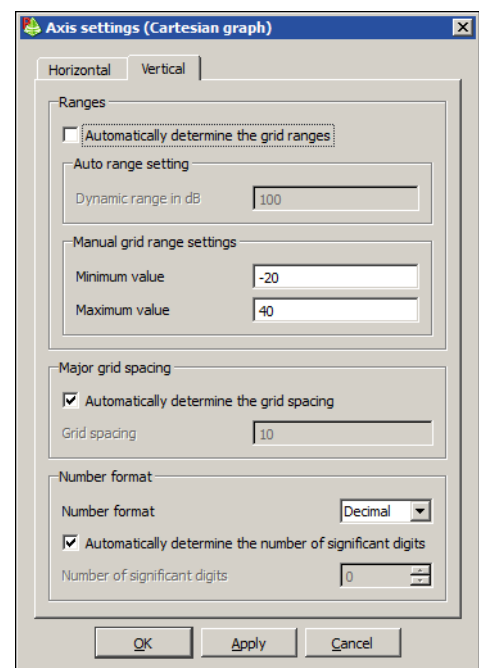 Axis settings (Cartesian graph)
Horizontal Vertical
Ranges
Automatically determine the grid ranges
Auto range setting
Dynamic range in dB 100
Manual grid range settings
Minimum value -20
Maximum value 40
Major grid spacing
Automatically determine the grid spacing
Grid spacing 10
Number format
Number format Decimal
Automatically determine the number of significant digits
Number of significant digits 0
OK Apply Cancel